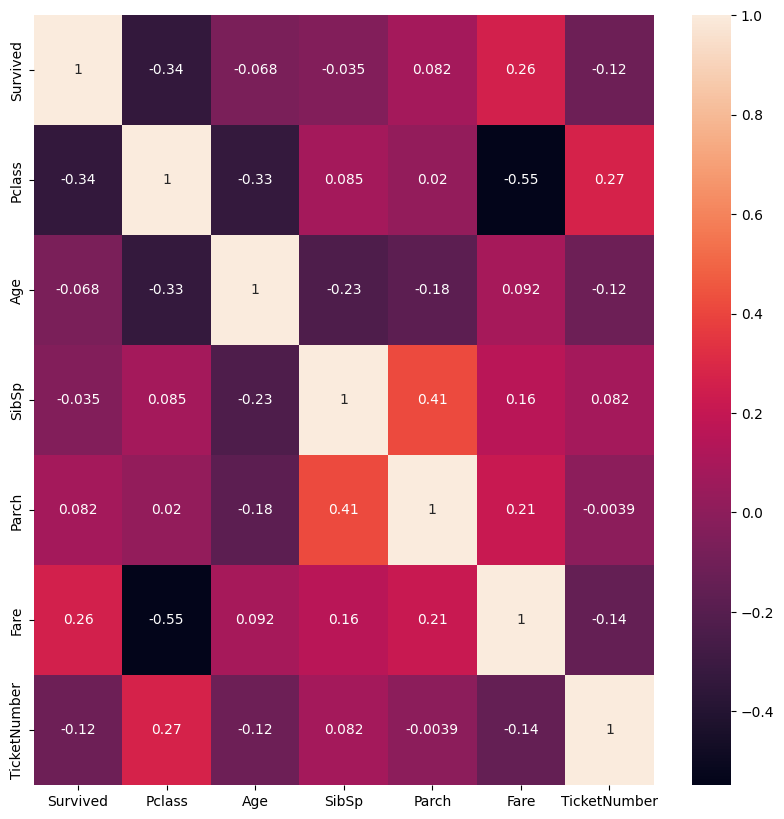 Survived 1 -0.34 -0.068 -0.035 0.082 0.26 -0.12
Pclass -0.34 1 -0.33 0.085 0.02 -0.55 0.27
Age -0.068 -0.33 1 -0.23 -0.18 0.092 -0.12
SibSp -0.035 0.085 -0.23 1 0.41 0.16 0.082
Parch 0.082 0.02 -0.18 0.41 1 0.21 -0.0039
Fare 0.26 -0.55 0.092 0.16 0.21 1 -0.14
TicketNumber -0.12 0.27 -0.12 0.082 -0.0039 -0.14 1
Survived Pclass Age SibSp Parch Fare TicketNumber
1.0
0.8
0.6
0.4
0.2
0.0
−0.2
−0.4